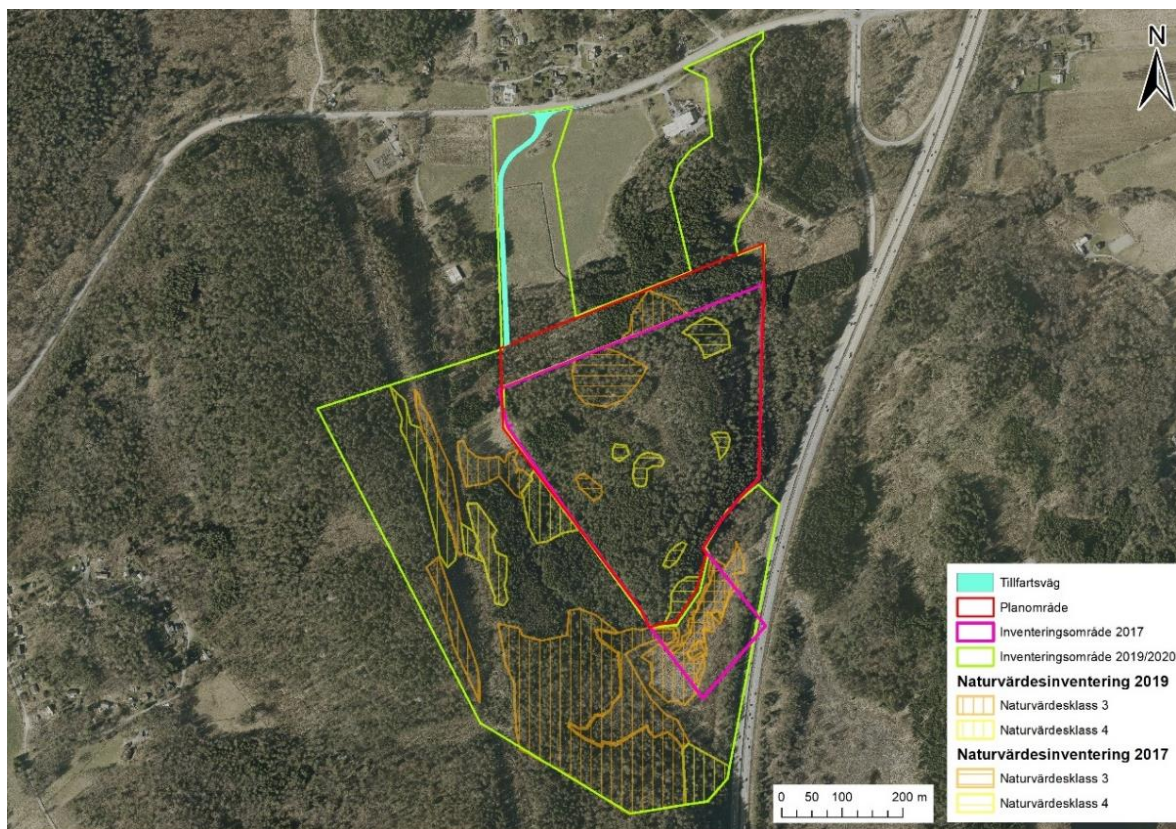 N
Tillfartsväg
Planområde
Inventeringsområde 2017
Inventeringsområde 2019/2020
Naturvärdesinventering 2019
Naturvärdesklass 3
Naturvärdesklass 4
Naturvärdesinventering 2017
Naturvärdesklass 3
Naturvärdesklass 4
0 50 100 200 m